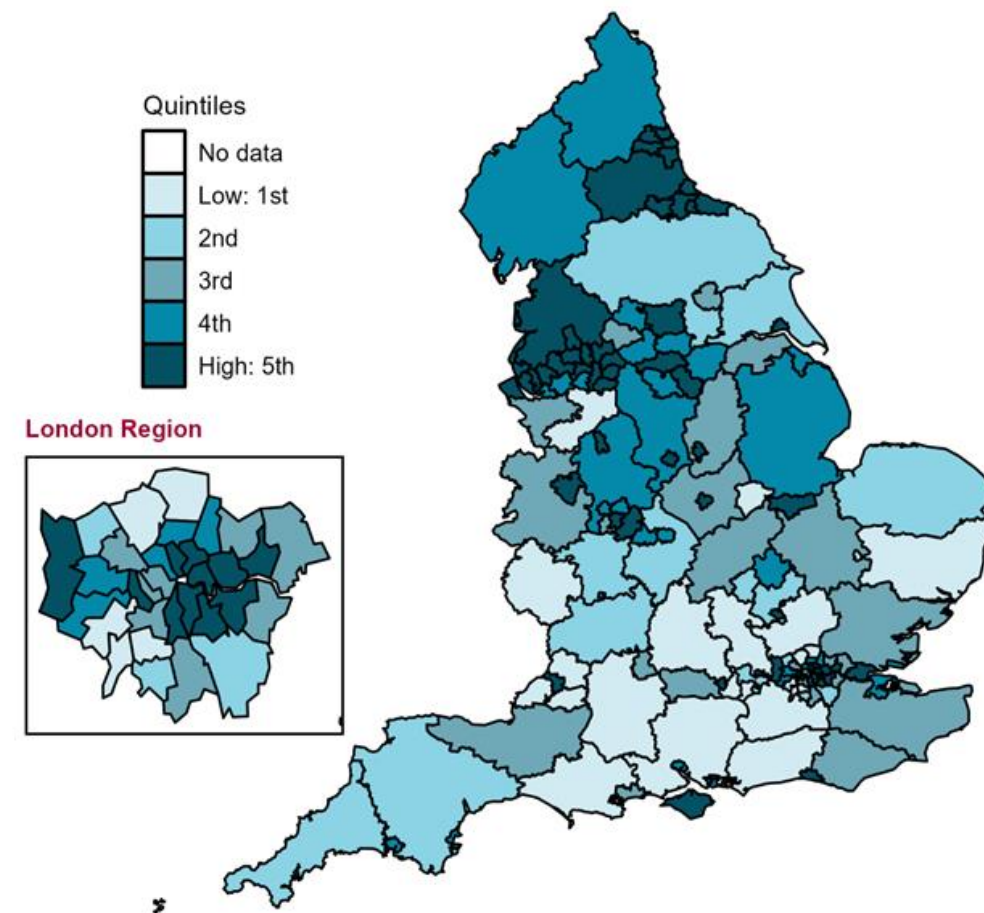 Quintiles
No data
Low: 1st
2nd
3rd
4th
High: 5th
London Region